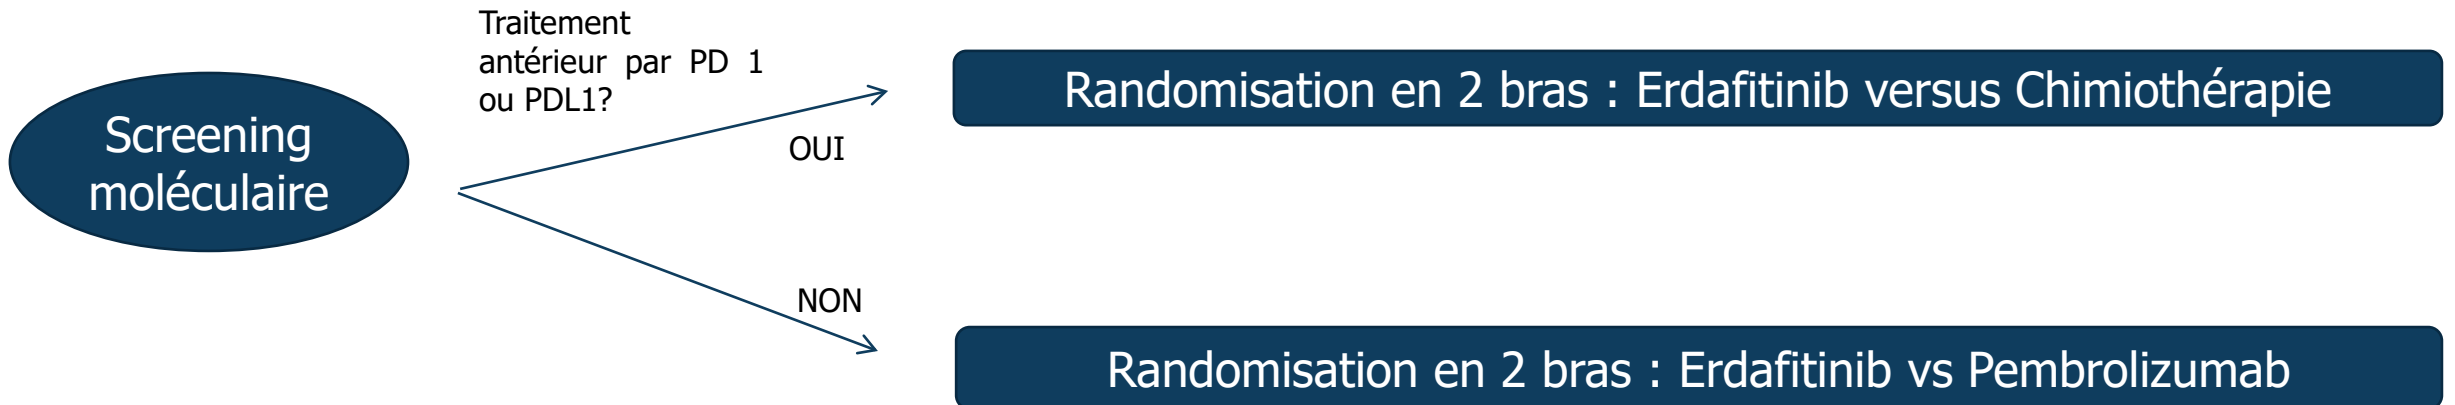 Traitement
antérieur par PD 1
ou PDL1?
Screening
moléculaire
OUI
Randomisation en 2 bras : Erdafitinib versus Chimiothérapie
NON
Randomisation en 2 bras : Erdafitinib vs Pembrolizumab